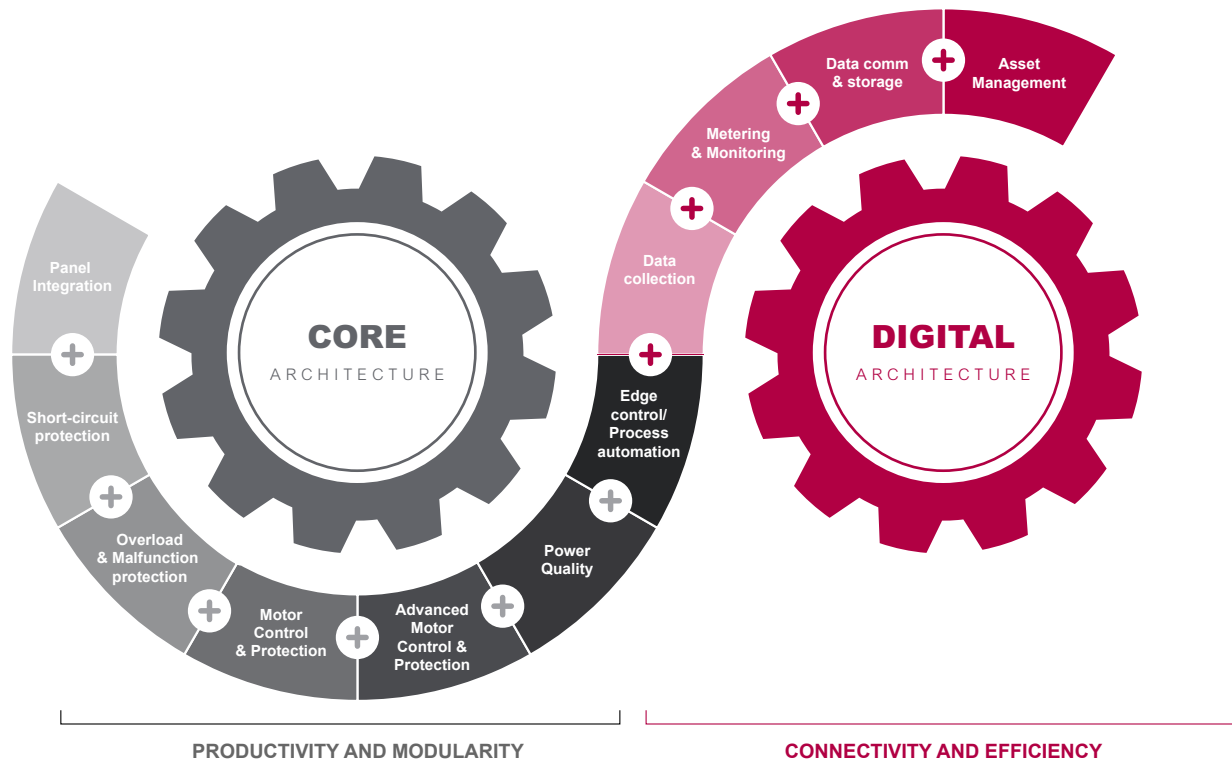 Panel
Integration
Short-circuit
protection
Overload
& Malfunction
protection
Motor
Control
& Protection
Advanced
Motor
Control &
Protection
Power
Quality
Edge
control/
Process
automation
Data
collection
Metering
& Monitoring
Data comm
& storage
Asset
Management
CORE
ARCHITECTURE
DIGITAL
ARCHITECTURE
PRODUCTIVITY AND MODULARITY
CONNECTIVITY AND EFFICIENCY